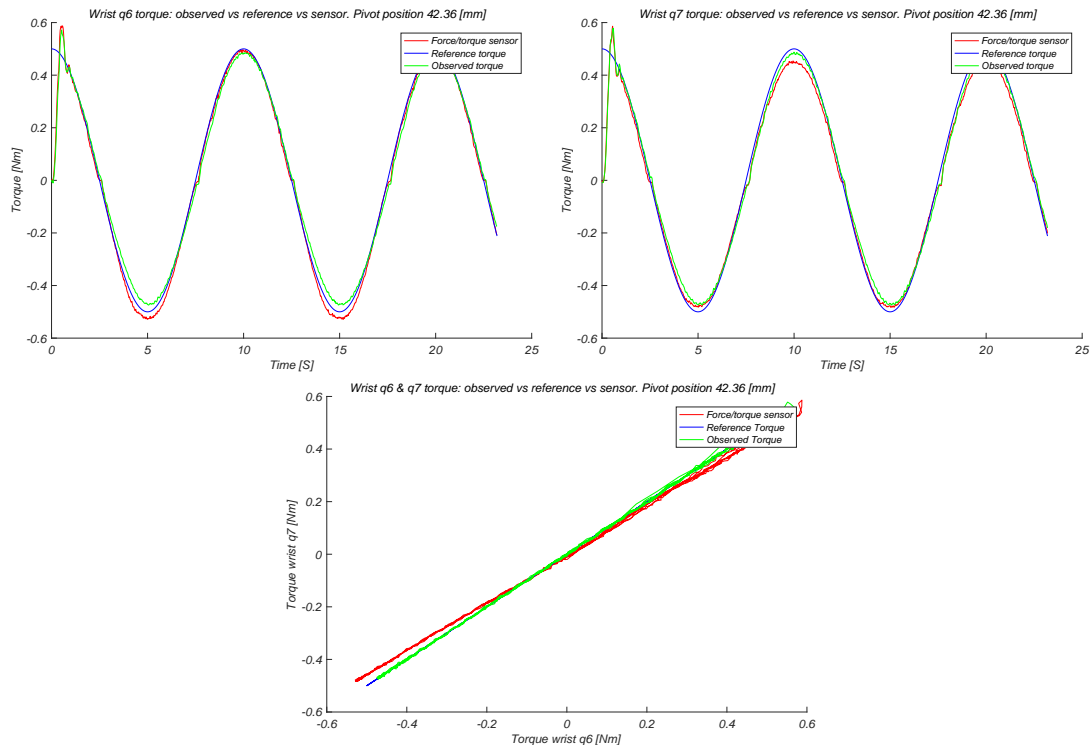 Wrist q6 torque: observed vs reference vs sensor. Pivot position 42.36 [mm]
0.6
0.4
0.2
0
-0.2
-0.4
-0.6
Torque [Nm]
Force/torque sensor
Reference torque
Observed torque
0 5 10 15 20 25
Time [S]
Wrist q7 torque: observed vs reference vs sensor. Pivot position 42.36 [mm]
0.6
0.4
0.2
0
-0.2
-0.4
-0.6
Torque [Nm]
Force/torque sensor
Reference torque
Observed torque
0 5 10 15 20 25
Time [S]
Wrist q6 & q7 torque: observed vs reference vs sensor. Pivot position 42.36 [mm]
0.6
0.4
0.2
0
-0.2
-0.4
-0.6
Torque wrist q7 [Nm]
Force/torque sensor
Reference Torque
Observed Torque
-0.6 -0.4 -0.2 0 0.2 0.4 0.6
Torque wrist q6 [Nm]